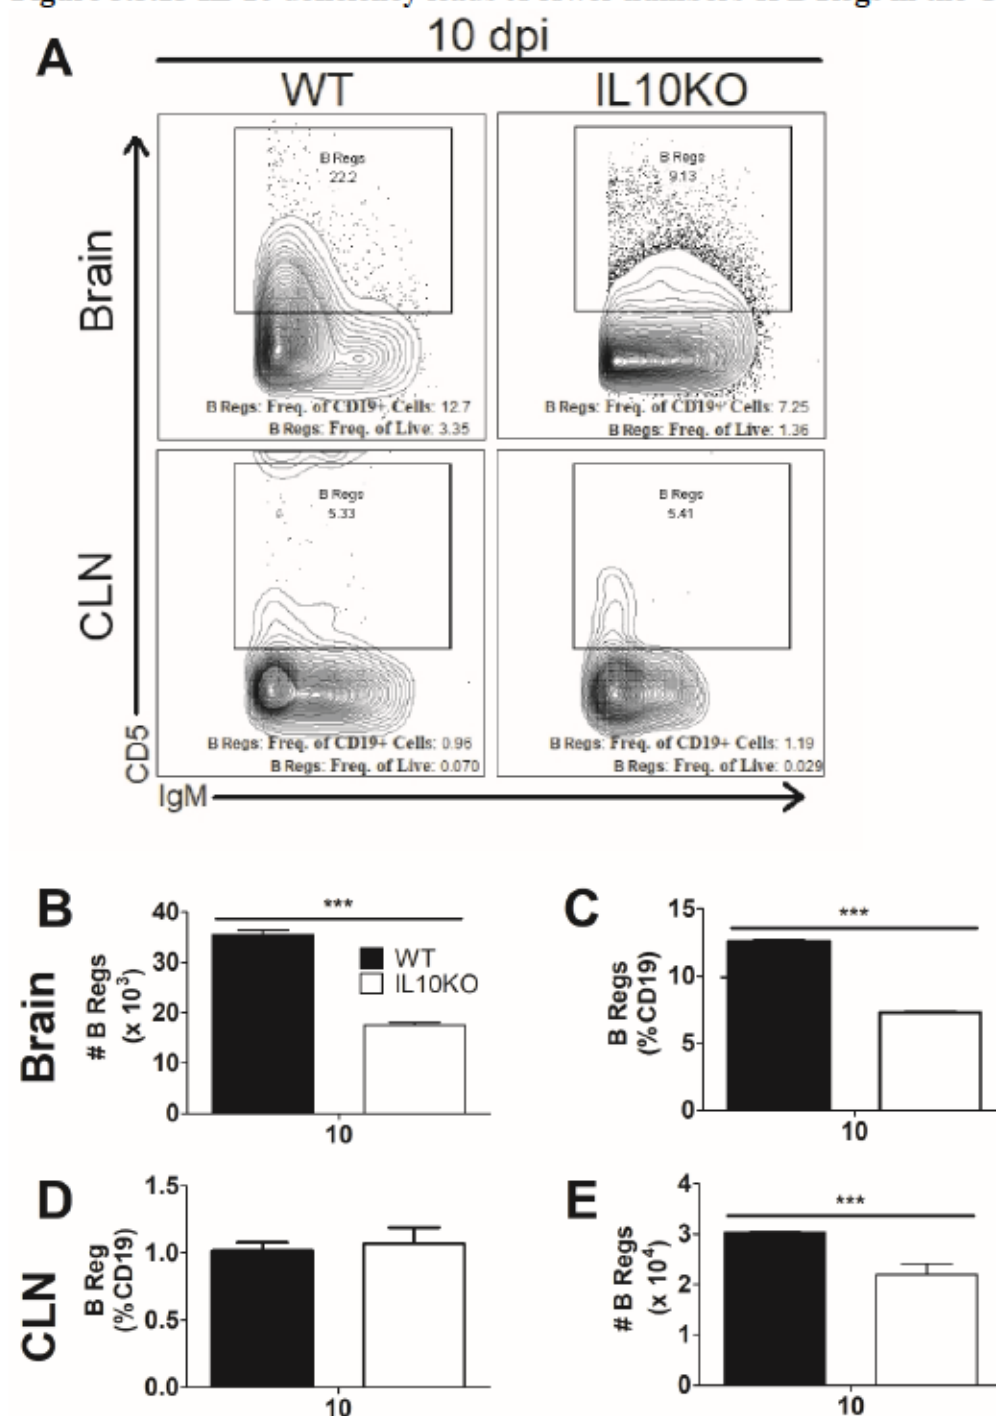 A
10 dpi
WT
IL10KO
Brain
B Regs
22.2
B Regs: Freq. of CD19+ Cells: 12.7
B Regs: Freq. of Live: 3.35
B Regs
9.13
B Regs: Freq. of CD19+ Cells: 7.25
B Regs: Freq. of Live: 1.36
CLN
B Regs
5.33
B Regs: Freq. of CD19+ Cells: 0.96
B Regs: Freq. of Live: 0.070
B Regs
5.41
B Regs: Freq. of CD19+ Cells: 1.19
B Regs: Freq. of Live: 0.029
CD5
IgM
Brain
B
# B Regs
(x 10³)
40
30
20
10
0
***
WT
IL10KO
10
C
B Regs
(%CD19)
15
10
5
0
***
10
CLN
D
B Reg
(%CD19)
1.5
1.0
0.5
0.0
10
E
# B Regs
(x 10⁴)
4
3
2
1
0
***
10